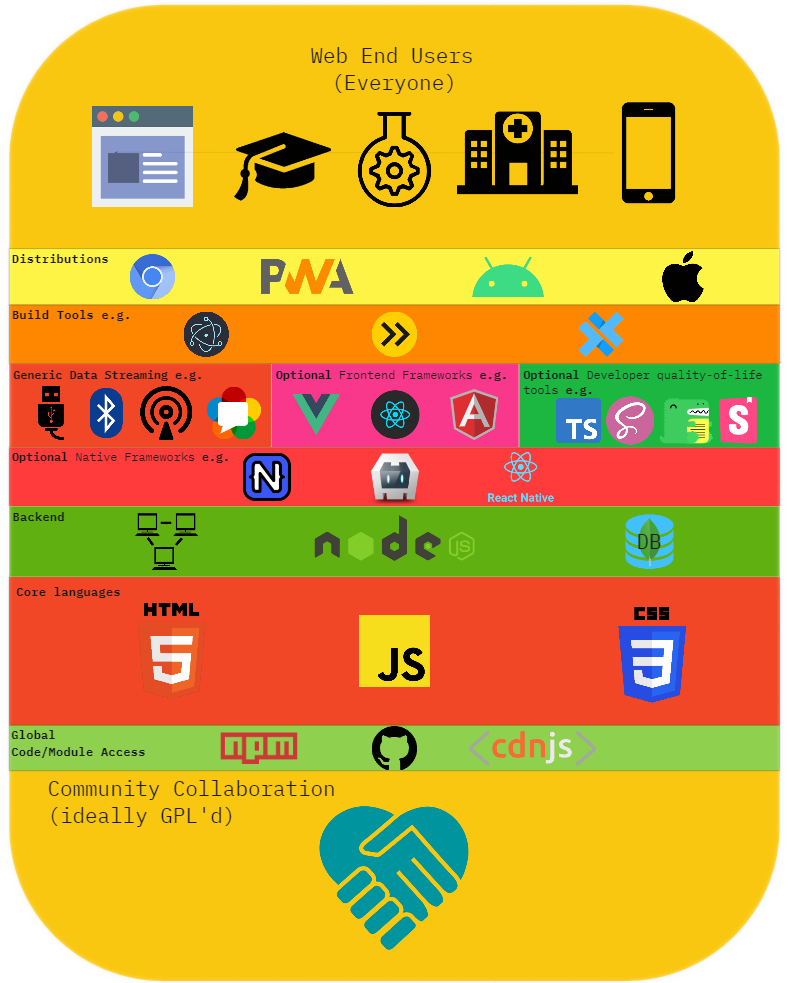 Web End Users
(Everyone)
Distributions
PWA
Build Tools e.g.
Generic Data Streaming e.g.
Optional Frontend Frameworks e.g.
Optional Developer quality-of-life
tools e.g.
A
TS
S
Optional Native Frameworks e.g.
N
React Native
Backend
node
JS
DB
Core languages
HTML
5
JS
CSS
3
Global
Code/Module Access
npm
<cdnjs>
Community Collaboration
(ideally GPL'd)